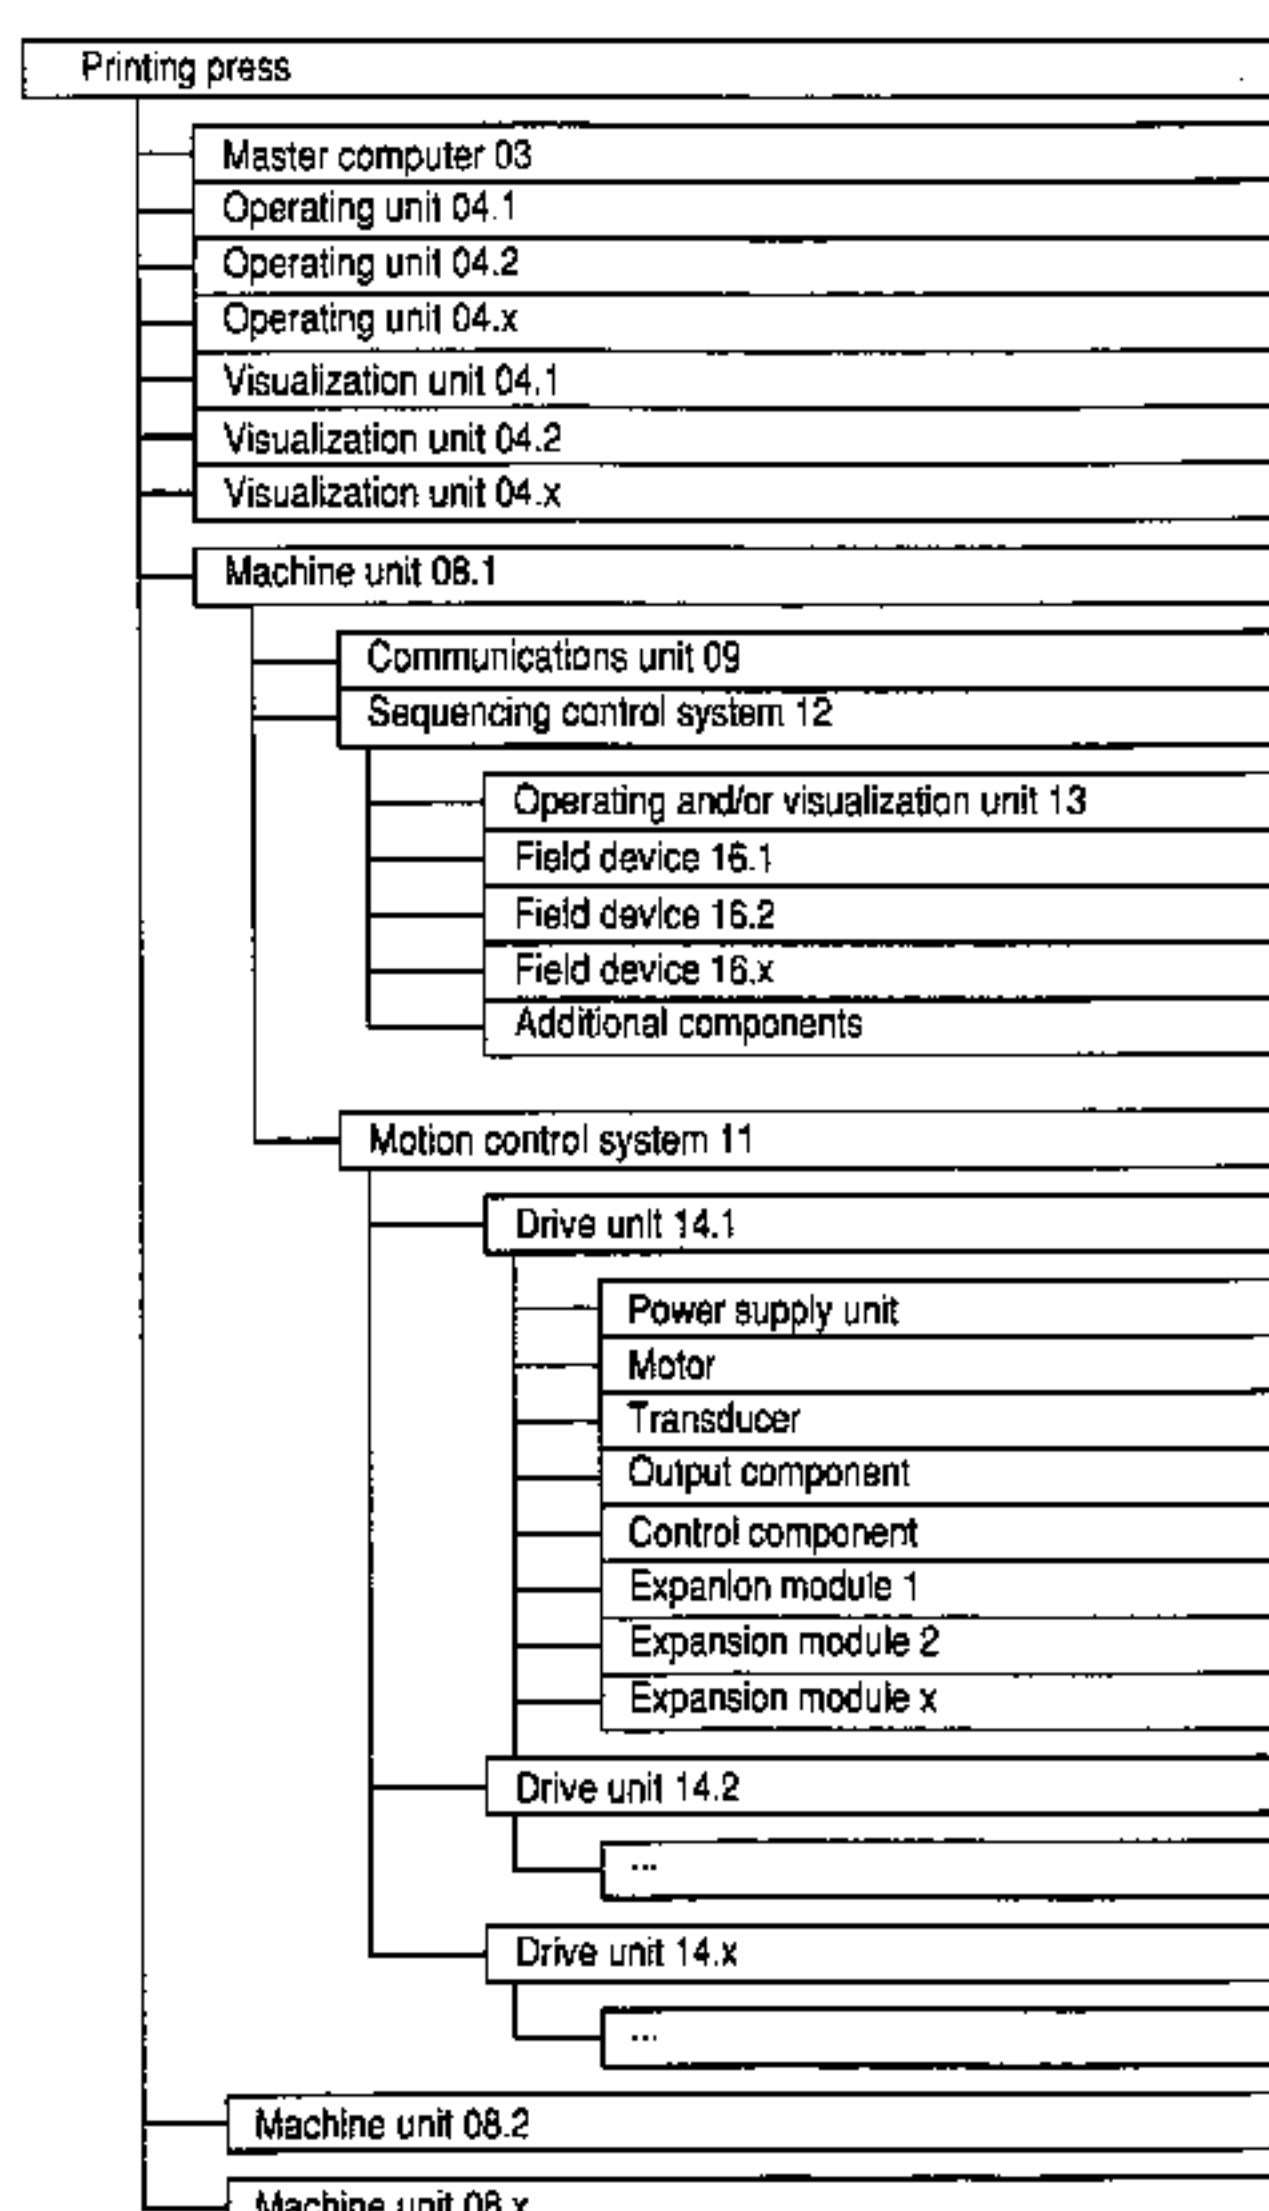 Printing press
Master computer 03
Operating unit 04.1
Operating unit 04.2
Operating unit 04.x
Visualization unit 04.1
Visualization unit 04.2
Visualization unit 04.x
Machine unit 08.1
Communications unit 09
Sequencing control system 12
Operating and/or visualization unit 13
Field device 16.1
Field device 16.2
Field device 16.x
Additional components
Motion control system 11
Drive unit 14.1
Power supply unit
Motor
Transducer
Output component
Control component
Expanion module 1
Expansion module 2
Expansion module x
Drive unit 14.2
...
Drive unit 14.x
...
Machine unit 08.2
Machine unit 08.x